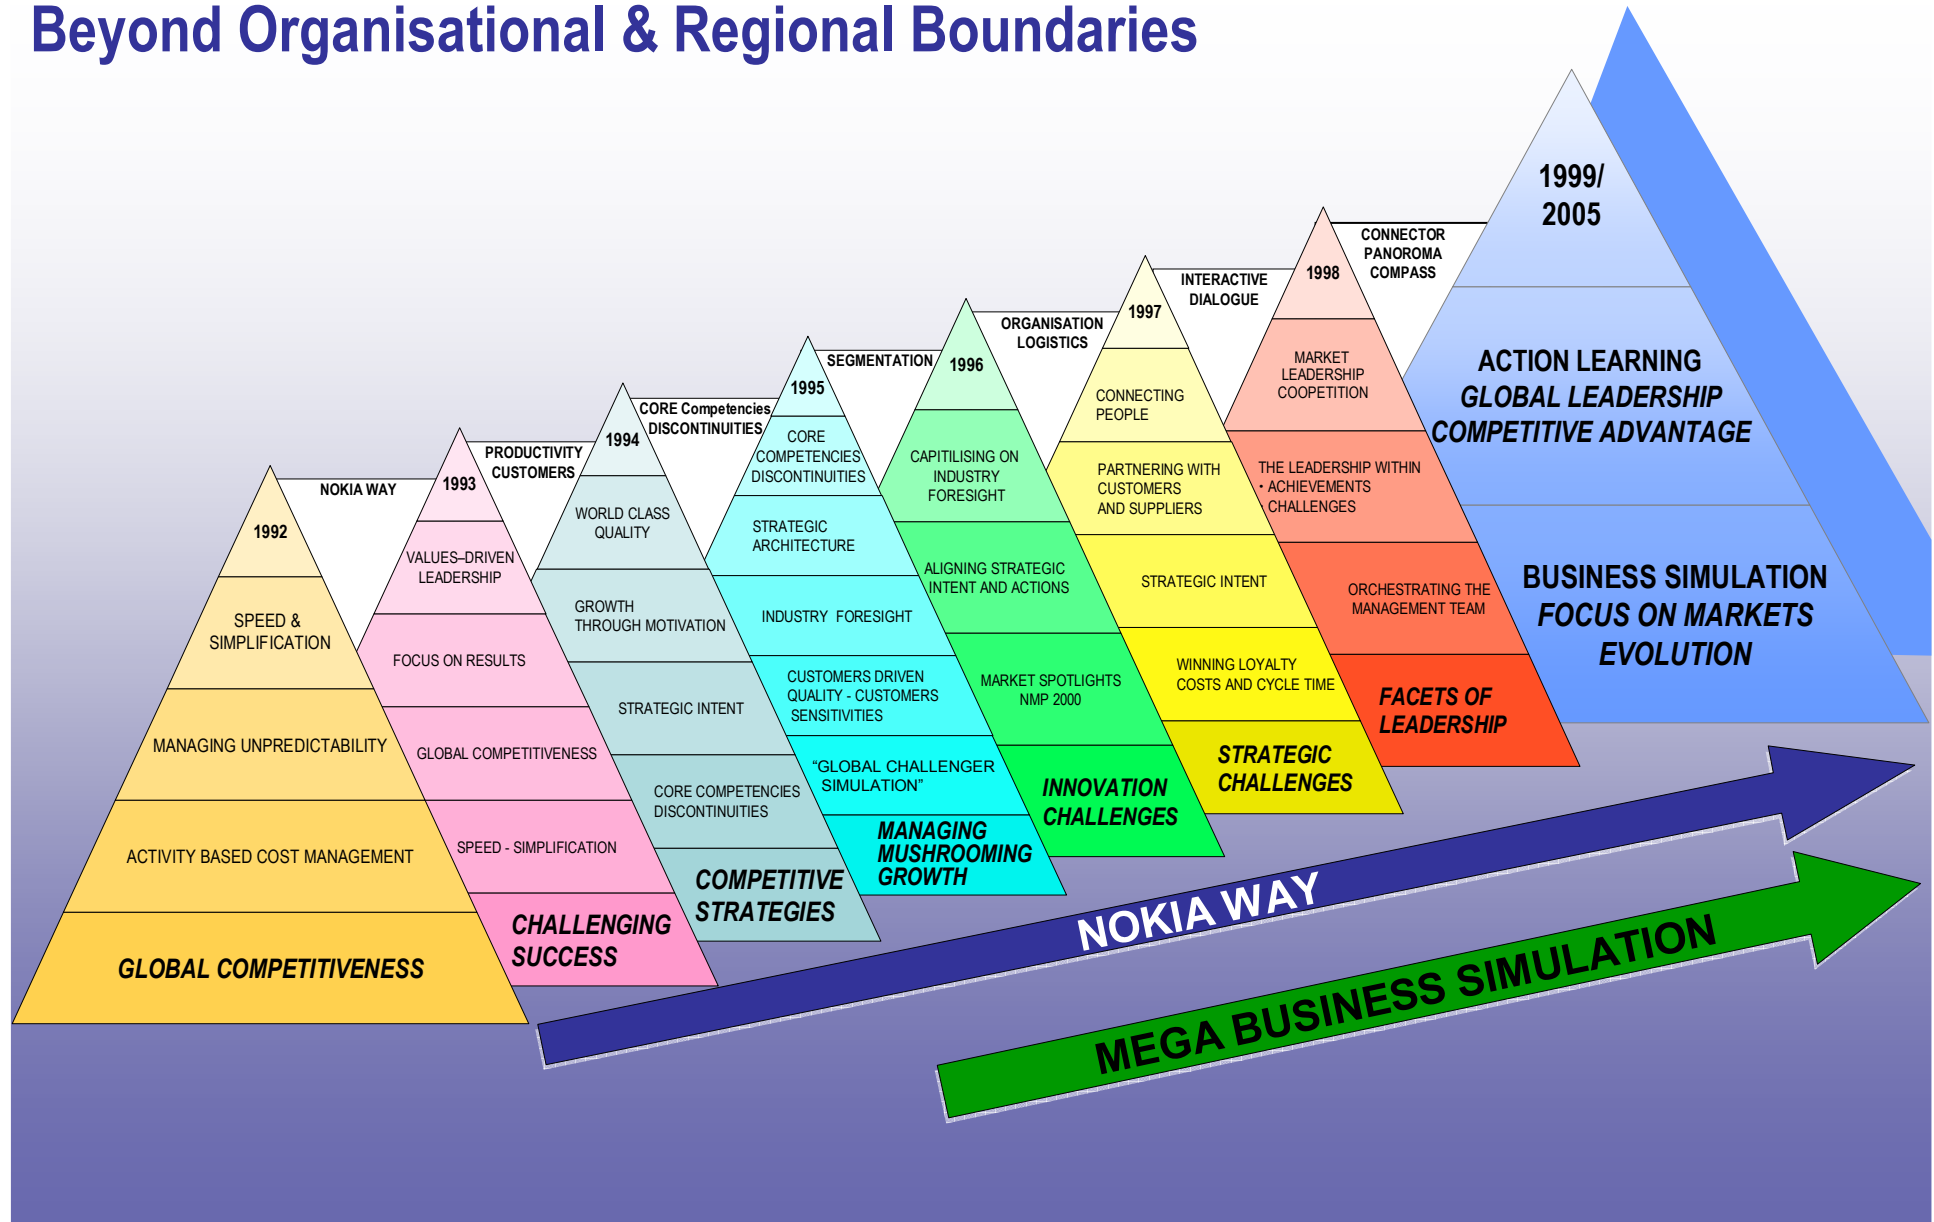 Beyond Organisational & Regional Boundaries
1992
SPEED &
SIMPLIFICATION
MANAGING UNPREDICTABILITY
ACTIVITY BASED COST MANAGEMENT
GLOBAL COMPETITIVENESS
NOKIA WAY
1993
VALUES–DRIVEN
LEADERSHIP
FOCUS ON RESULTS
GLOBAL COMPETITIVENESS
SPEED - SIMPLIFICATION
CHALLENGING
SUCCESS
PRODUCTIVITY
CUSTOMERS
1994
WORLD CLASS
QUALITY
GROWTH
THROUGH MOTIVATION
STRATEGIC INTENT
CORE COMPETENCIES
DISCONTINUITIES
COMPETITIVE
STRATEGIES
CORE Competencies
DISCONTINUITIES
1995
CORE
COMPETENCIES
DISCONTINUITIES
STRATEGIC
ARCHITECTURE
INDUSTRY FORESIGHT
CUSTOMERS DRIVEN
QUALITY - CUSTOMERS
SENSITIVITIES
“GLOBAL CHALLENGER
SIMULATION”
MANAGING
MUSHROOMING
GROWTH
SEGMENTATION
1996
CAPITILISING ON
INDUSTRY
FORESIGHT
ALIGNING STRATEGIC
INTENT AND ACTIONS
MARKET SPOTLIGHTS
NMP 2000
INNOVATION
CHALLENGES
ORGANISATION
LOGISTICS
1997
CONNECTING
PEOPLE
PARTNERING WITH
CUSTOMERS
AND SUPPLIERS
STRATEGIC INTENT
WINNING LOYALTY
COSTS AND CYCLE TIME
STRATEGIC
CHALLENGES
INTERACTIVE
DIALOGUE
1998
MARKET
LEADERSHIP
COOPETITION
THE LEADERSHIP WITHIN
• ACHIEVEMENTS
• CHALLENGES
ORCHESTRATING THE
MANAGEMENT TEAM
FACETS OF
LEADERSHIP
CONNECTOR
PANOROMA
COMPASS
1999/
2005
ACTION LEARNING
GLOBAL LEADERSHIP
COMPETITIVE ADVANTAGE
BUSINESS SIMULATION
FOCUS ON MARKETS
EVOLUTION
NOKIA WAY
MEGA BUSINESS SIMULATION